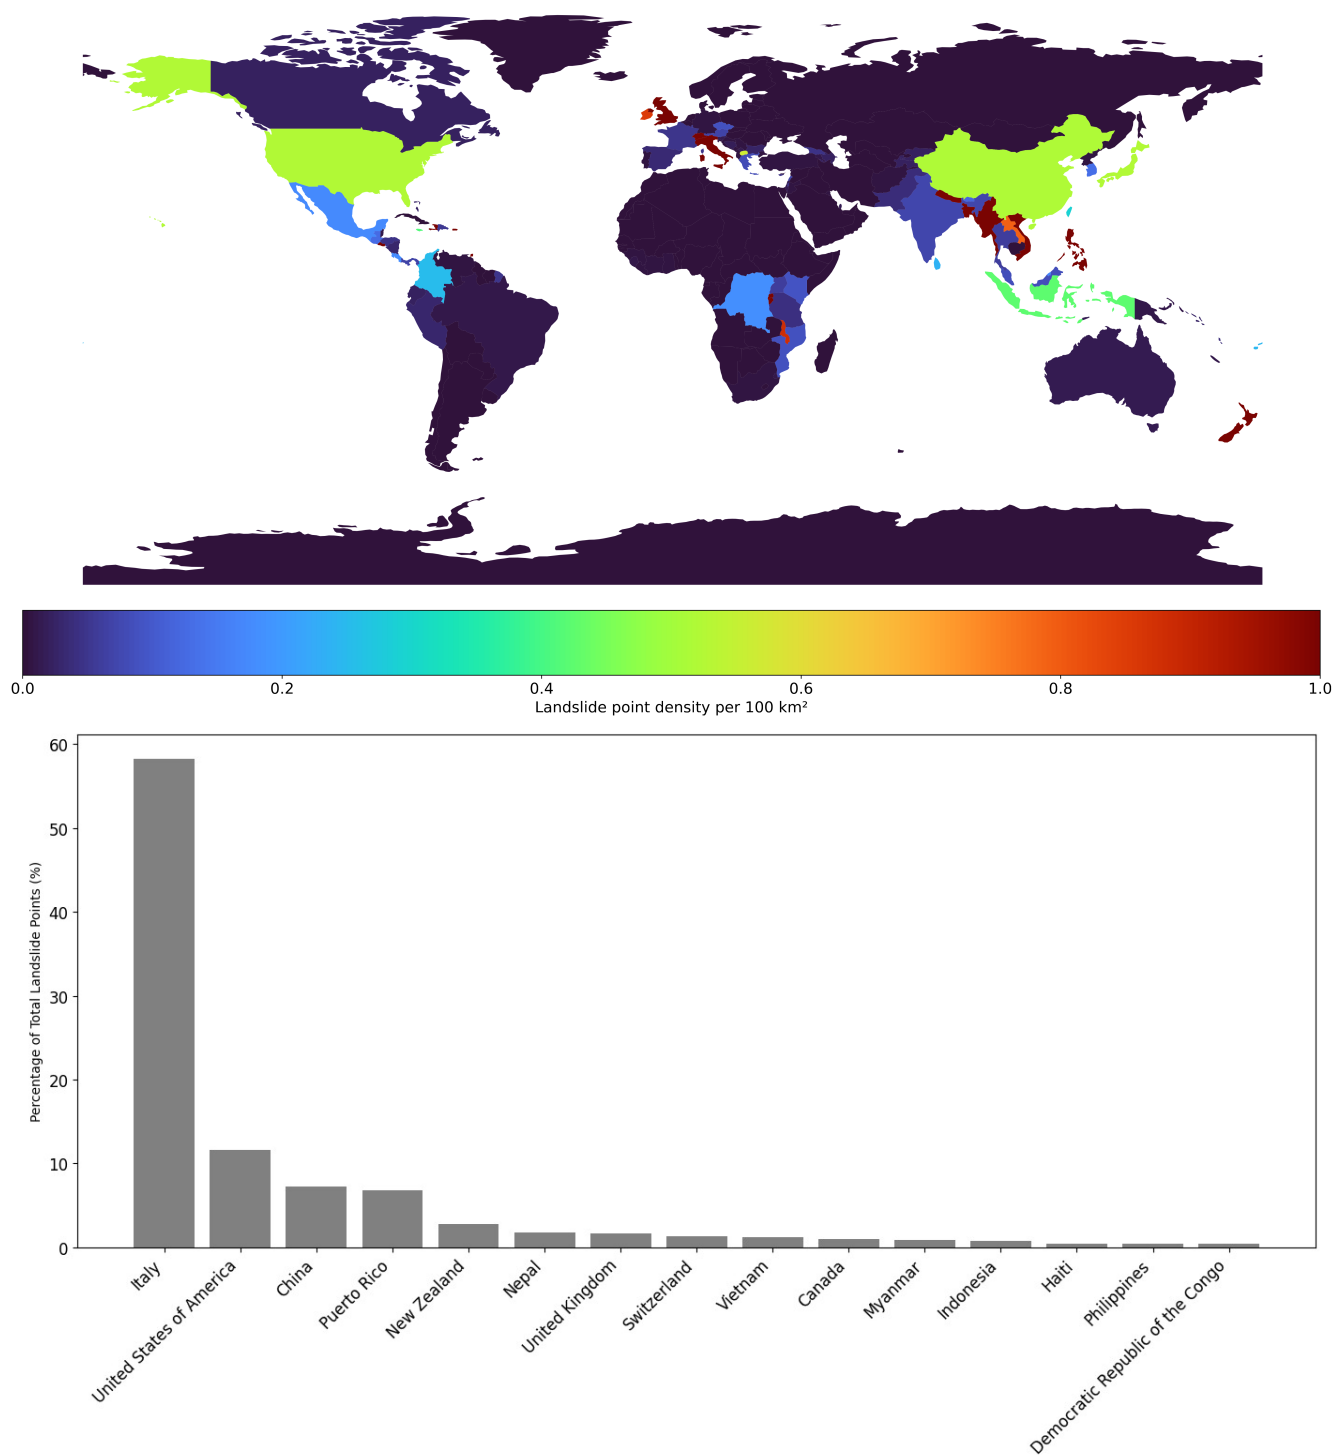 0.0 0.2 0.4 0.6 0.8 1.0
Landslide point density per 100 km²
Percentage of Total Landslide Points (%)
60
50
40
30
20
10
0
Italy
United States of America
China
Puerto Rico
New Zealand
Nepal
United Kingdom
Switzerland
Vietnam
Canada
Myanmar
Indonesia
Haiti
Philippines
Democratic Republic of the Congo